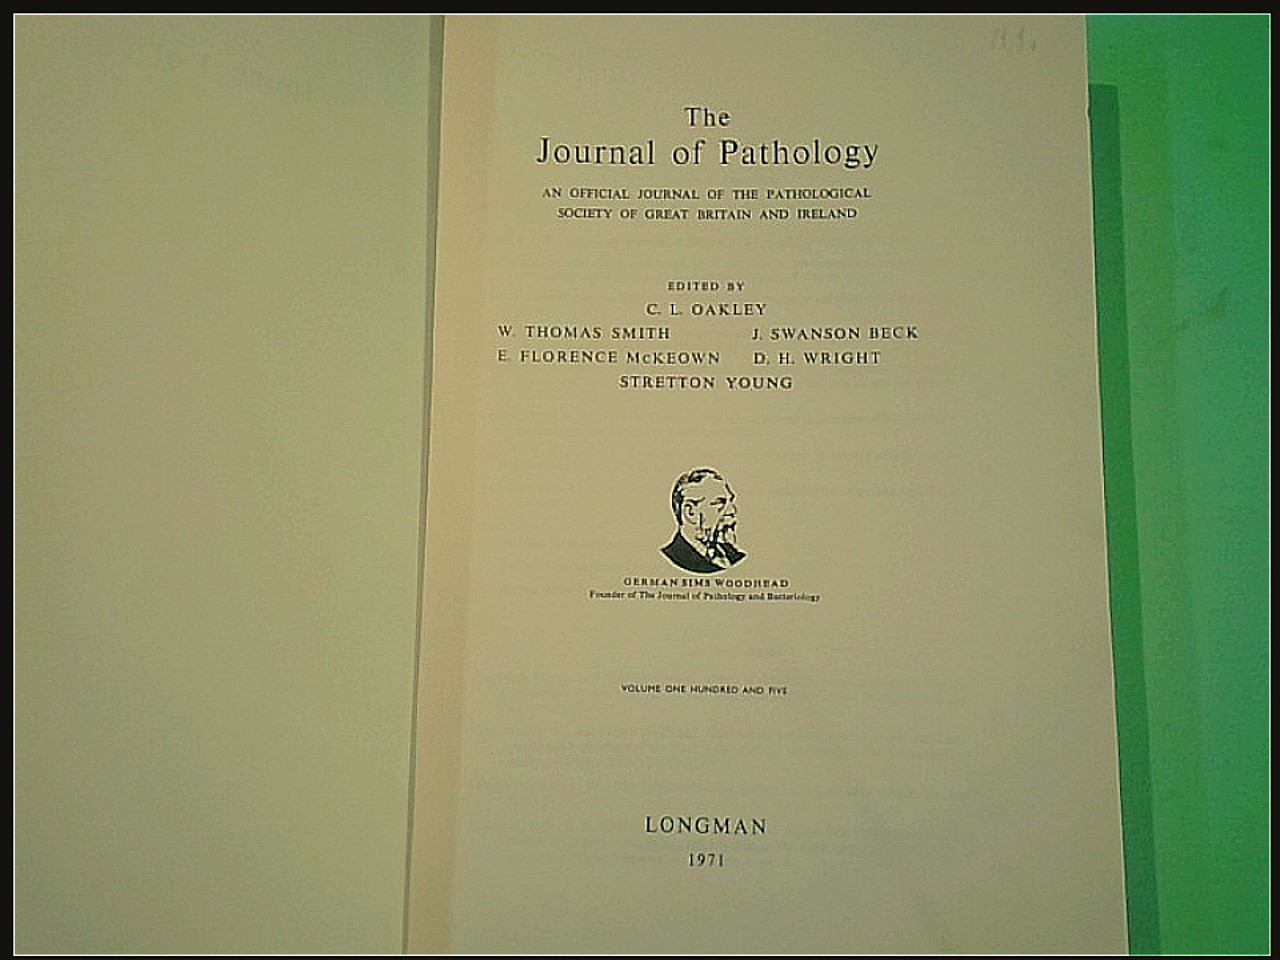 The
Journal of Pathology
AN OFFICIAL JOURNAL OF THE PATHOLOGICAL
SOCIETY OF GREAT BRITAIN AND IRELAND
EDITED BY
C. L. OAKLEY
W. THOMAS SMITH J. SWANSON BECK
E. FLORENCE McKEOWN D. H. WRIGHT
STRETTON YOUNG
GERMAN SIMS WOODHEAD
Founder of The Journal of Pathology and Bacteriology
VOLUME ONE HUNDRED AND FIVE
LONGMAN
1971